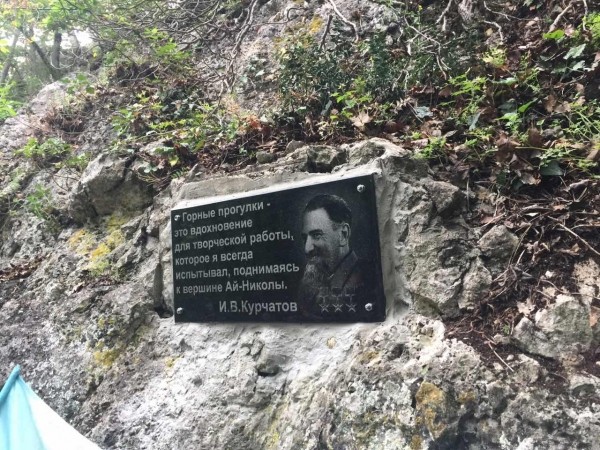 "Горные прогулки -
это вдохновение
для творческой работы,
которое я всегда
испытывал, поднимаясь
к вершине Ай-Николы.
И.В.Курчатов